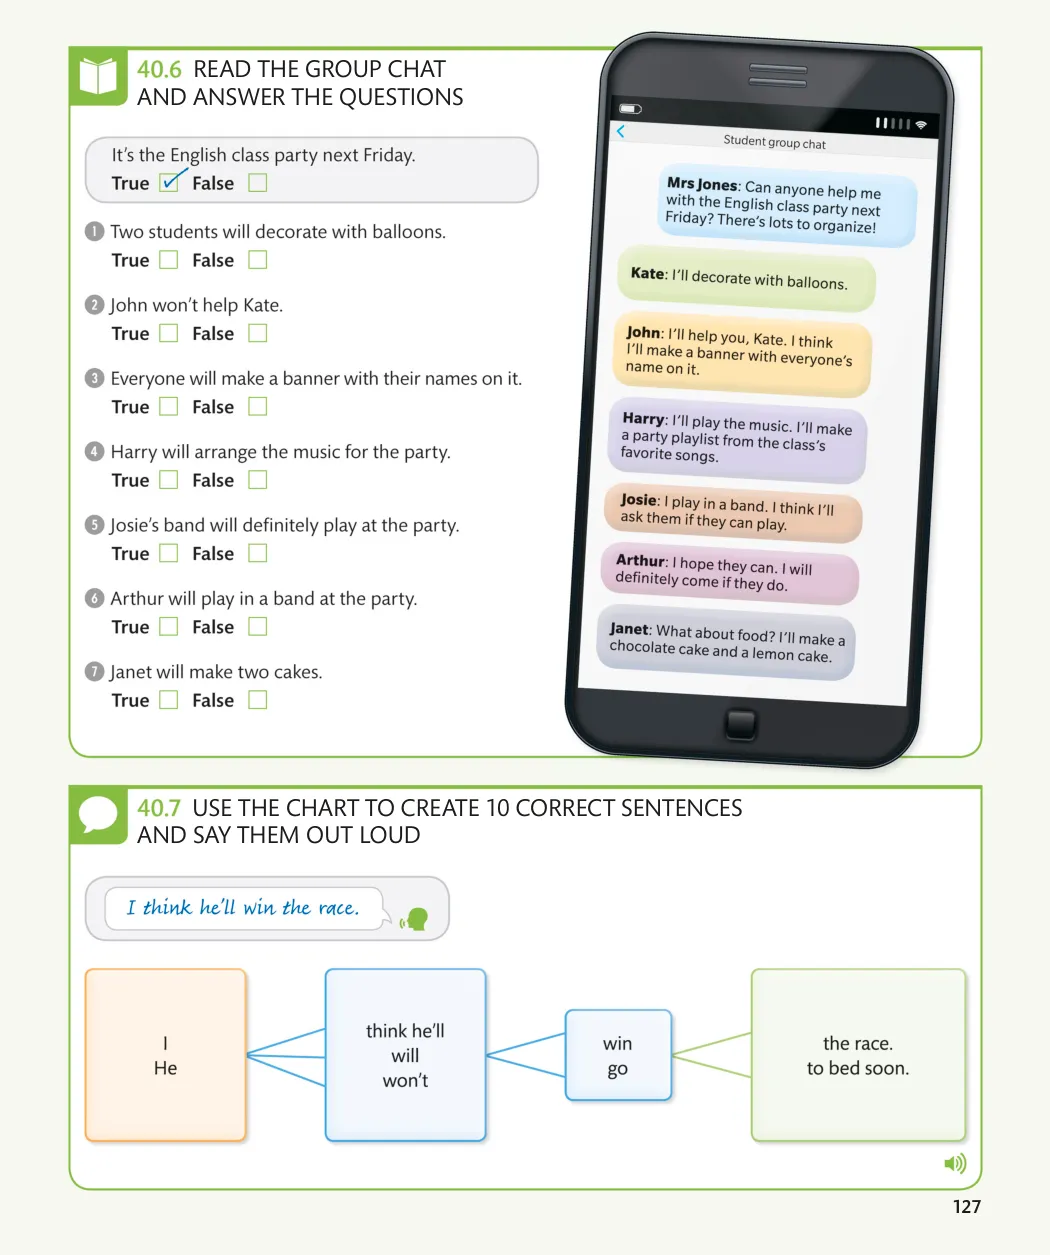 40.6 READ THE GROUP CHAT
AND ANSWER THE QUESTIONS
It's the English class party next Friday.
True False
1 Two students will decorate with balloons.
True False
2 John won't help Kate.
True False
3 Everyone will make a banner with their names on it.
True False
4 Harry will arrange the music for the party.
True False
5 Josie's band will definitely play at the party.
True False
6 Arthur will play in a band at the party.
True False
7 Janet will make two cakes.
True False
Student group chat
Mrs Jones: Can anyone help me
with the English class party next
Friday? There's lots to organize!
Kate: I'll decorate with balloons.
John: I'll help you, Kate. I think
I'll make a banner with everyone's
name on it.
Harry: I'll play the music. I'll make
a party playlist from the class's
favorite songs.
Josie: I play in a band. I think I'll
ask them if they can play.
Arthur: I hope they can. I will
definitely come if they do.
Janet: What about food? I'll make a
chocolate cake and a lemon cake.
40.7 USE THE CHART TO CREATE 10 CORRECT SENTENCES
AND SAY THEM OUT LOUD
I think he'll win the race.
I
He
think he'll
will
won't
win
go
the race.
to bed soon.
127